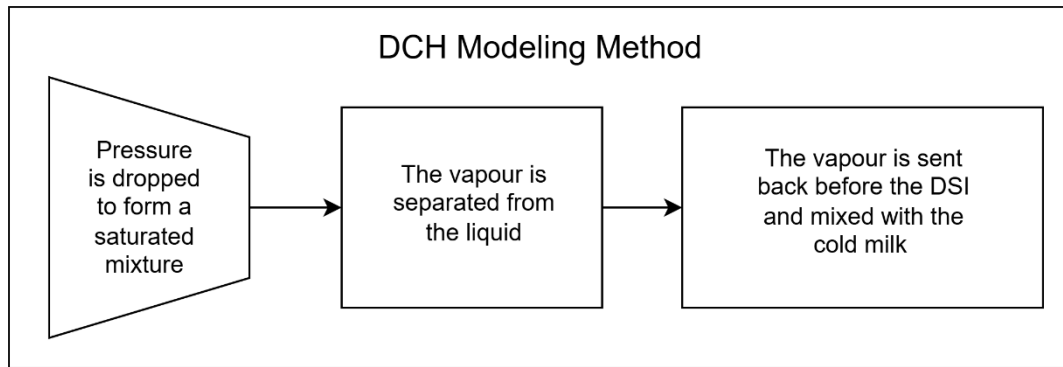 DCH Modeling Method
Pressure
is dropped
to form a
saturated
mixture
The vapour is
separated from
the liquid
The vapour is sent
back before the DSI
and mixed with the
cold milk